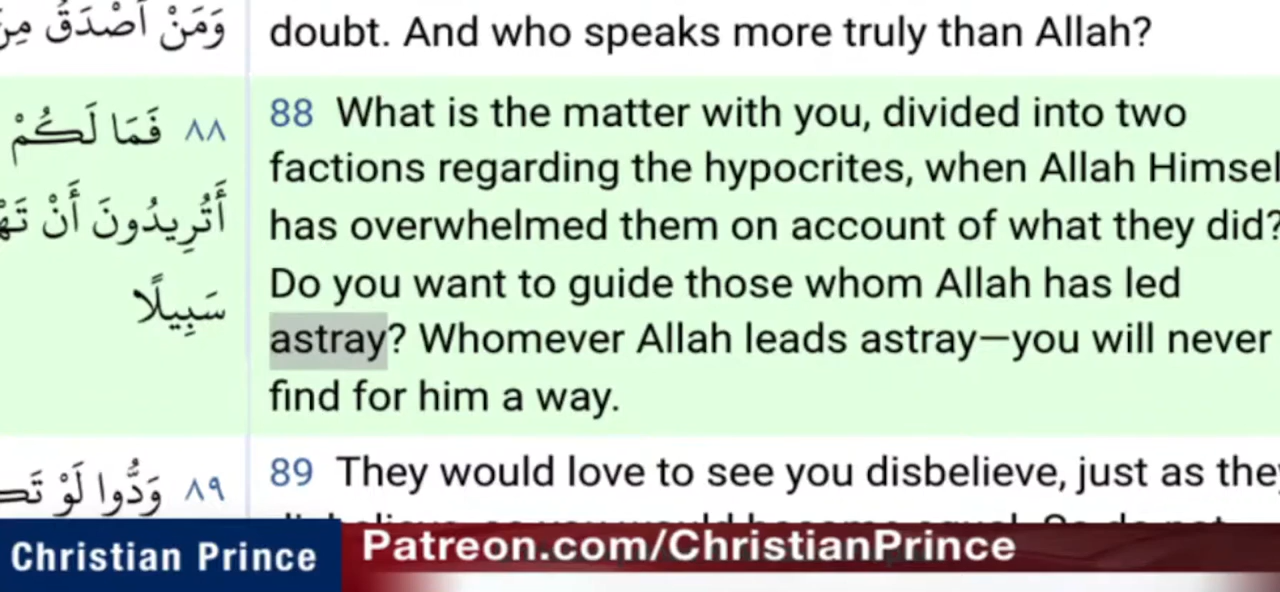 وَمَنْ أَصْدَقُ
doubt. And who speaks more truly than Allah?
٨٨ فَمَا لَكُمْ
أَتُرِيدُونَ أَنْ
سَبِيلًا
88 What is the matter with you, divided into two
factions regarding the hypocrites, when Allah Himsel
has overwhelmed them on account of what they did?
Do you want to guide those whom Allah has led
astray? Whomever Allah leads astray—you will never
find for him a way.
٨٩ وَدُّوا لَوْ
89 They would love to see you disbelieve, just as they
Christian Prince
Patreon.com/ChristianPrince